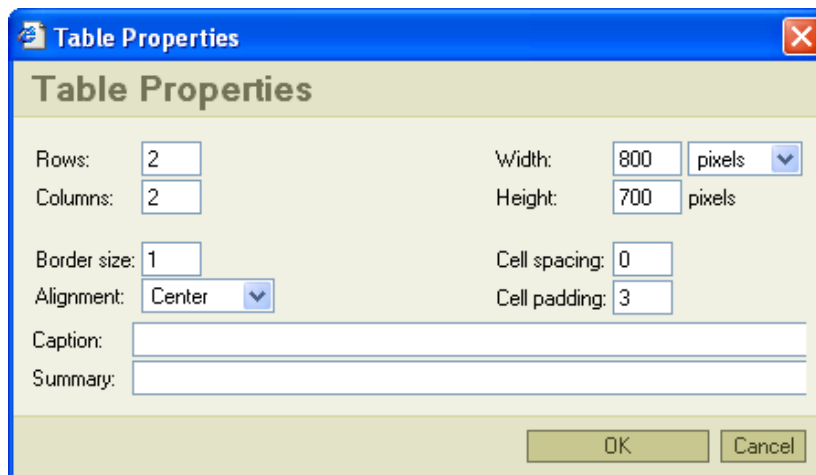 Table Properties
Table Properties
Rows: 2 Width: 800 pixels
Columns: 2 Height: 700 pixels
Border size: 1 Cell spacing: 0
Alignment: Center Cell padding: 3
Caption:
Summary:
OK Cancel